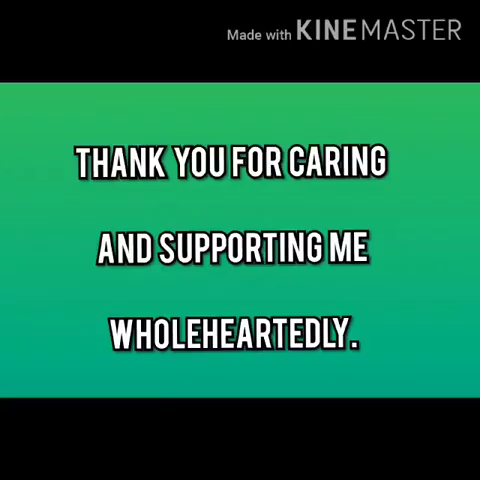 Made with KINEMASTER
THANK YOU FOR CARING
AND SUPPORTING ME
WHOLEHEARTEDLY.